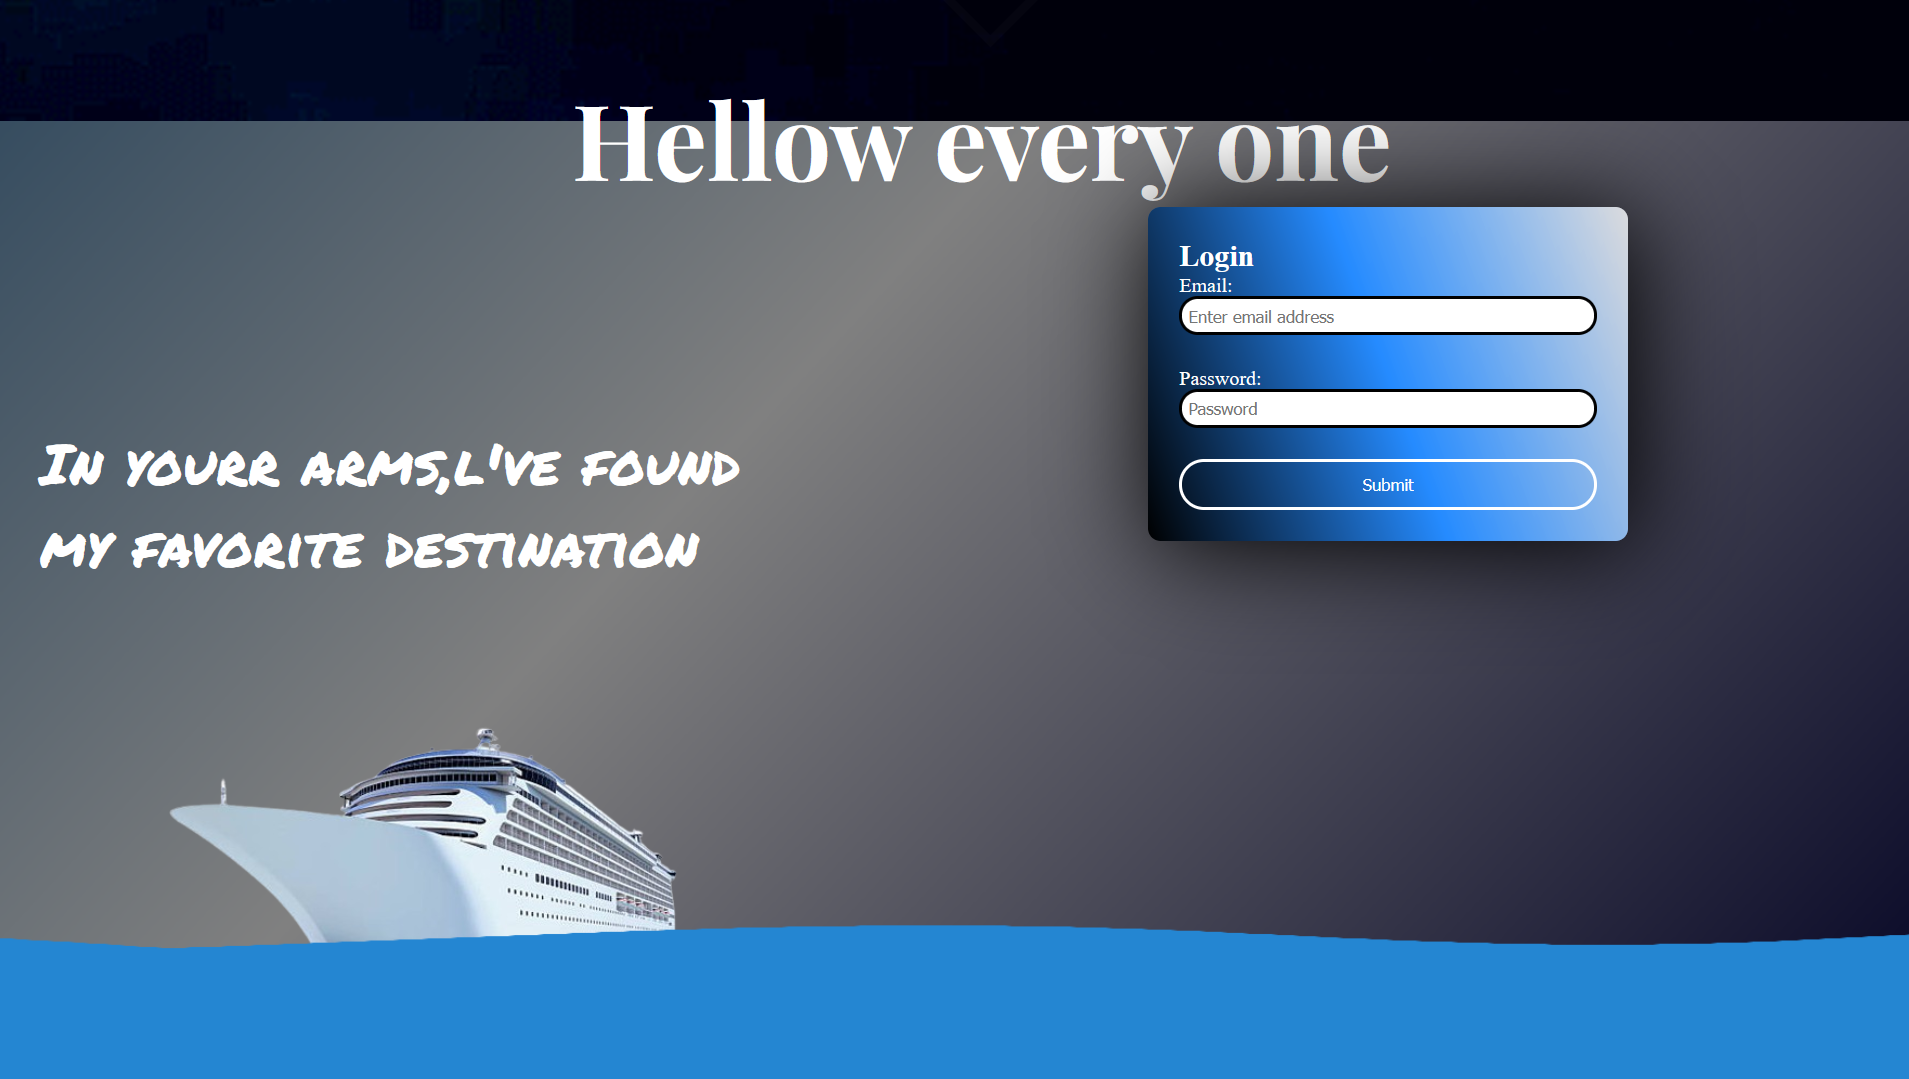 Hellow every one
Login
Email:
Enter email address
Password:
Password
Submit
In yourr arms,l've found
my favorite destination